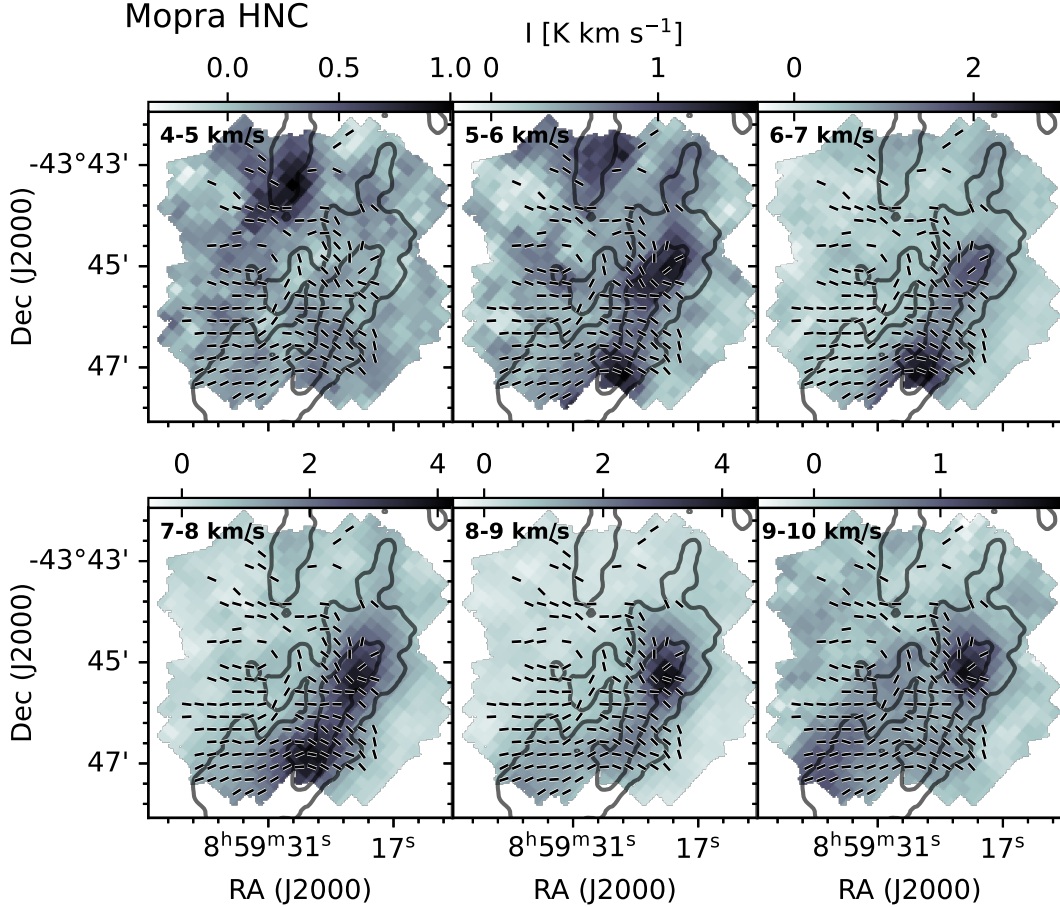 Mopra HNC
I [K km s⁻¹]
0.0 0.5 1.0 0 1 0 2
4-5 km/s 5-6 km/s 6-7 km/s
-43°43'
45'
47'
Dec (J2000)
0 2 4 0 2 4 0 1
7-8 km/s 8-9 km/s 9-10 km/s
-43°43'
45'
47'
Dec (J2000)
8ʰ59ᵐ31ˢ 17ˢ 8ʰ59ᵐ31ˢ 17ˢ 8ʰ59ᵐ31ˢ 17ˢ
RA (J2000) RA (J2000) RA (J2000)